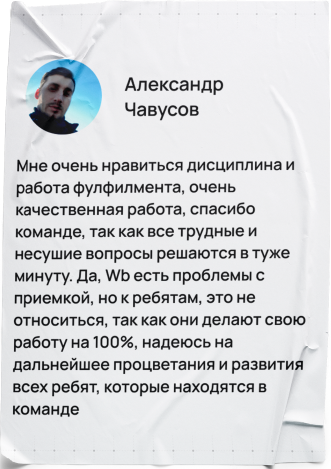 Александр
Чавусов
Мне очень нравиться дисциплина и
работа фулфилмента, очень
качественная работа, спасибо
команде, так как все трудные и
несушие вопросы решаются в туже
минуту. Да, Wb есть проблемы с
приемкой, но к ребятам, это не
относиться, так как они делают свою
работу на 100%, надеюсь на
дальнейшее процветания и развития
всех ребят, которые находятся в
команде